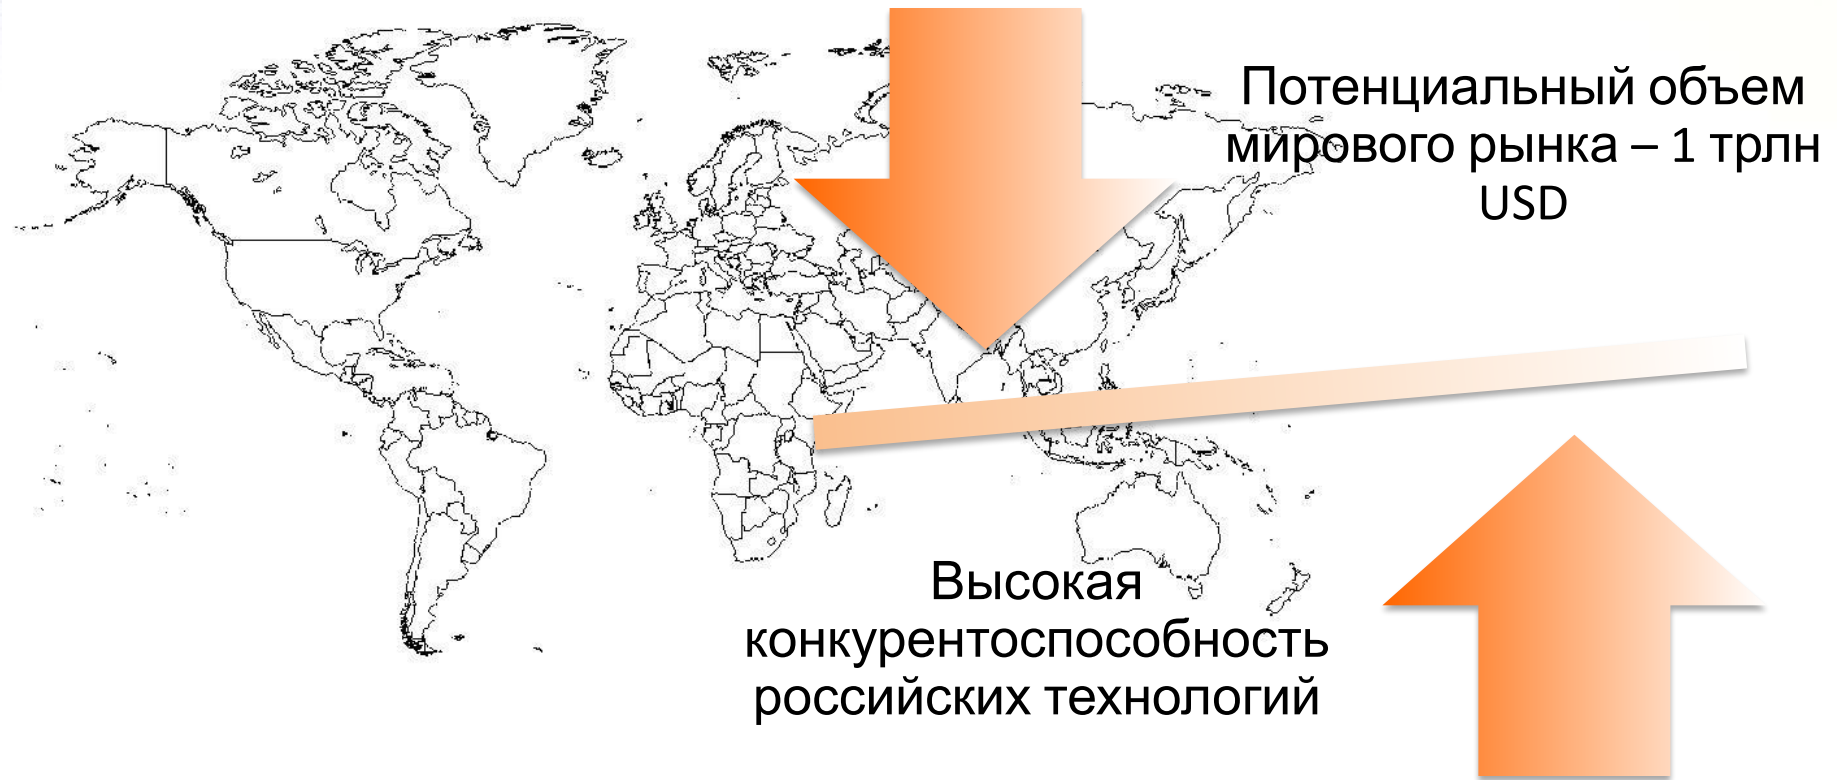 Потенциальный объем
мирового рынка – 1 трлн
USD
Высокая
конкурентоспособность
российских технологий